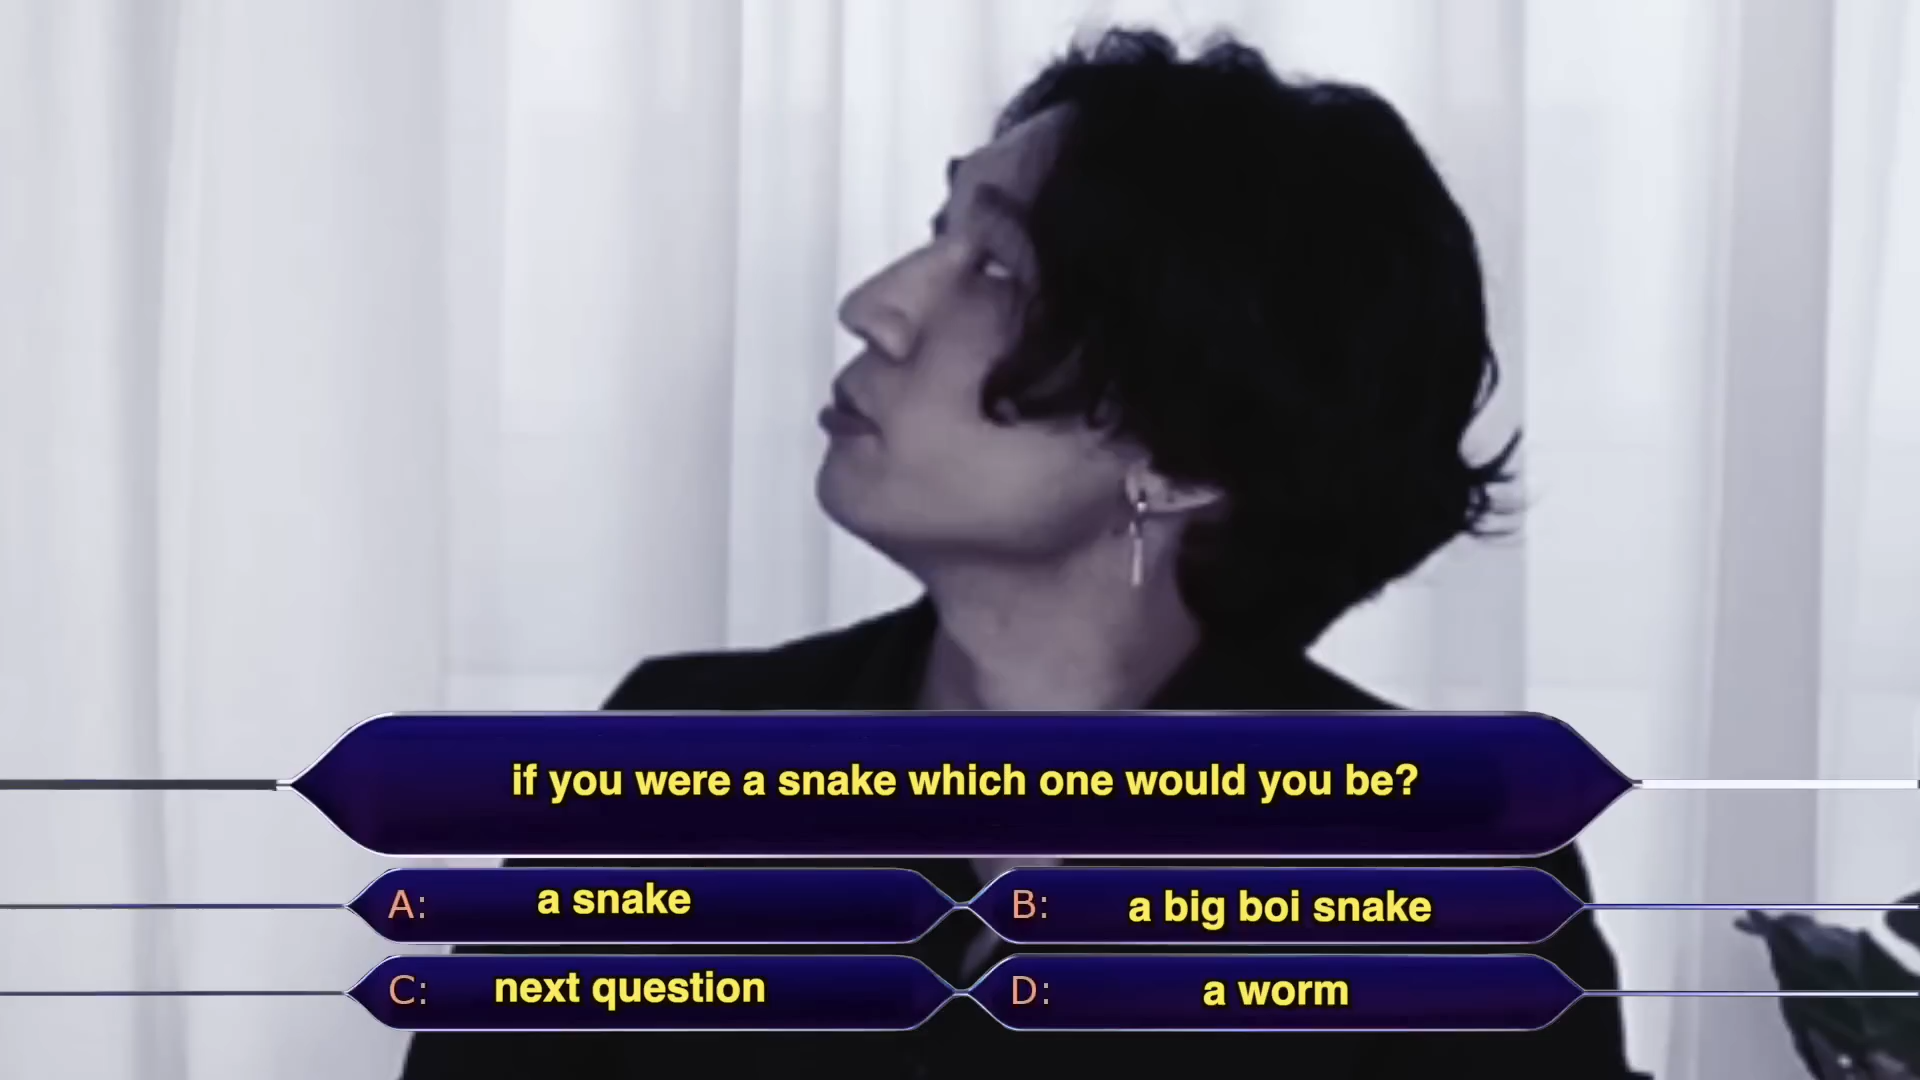 if you were a snake which one would you be?
A: a snake
B: a big boi snake
C: next question
D: a worm